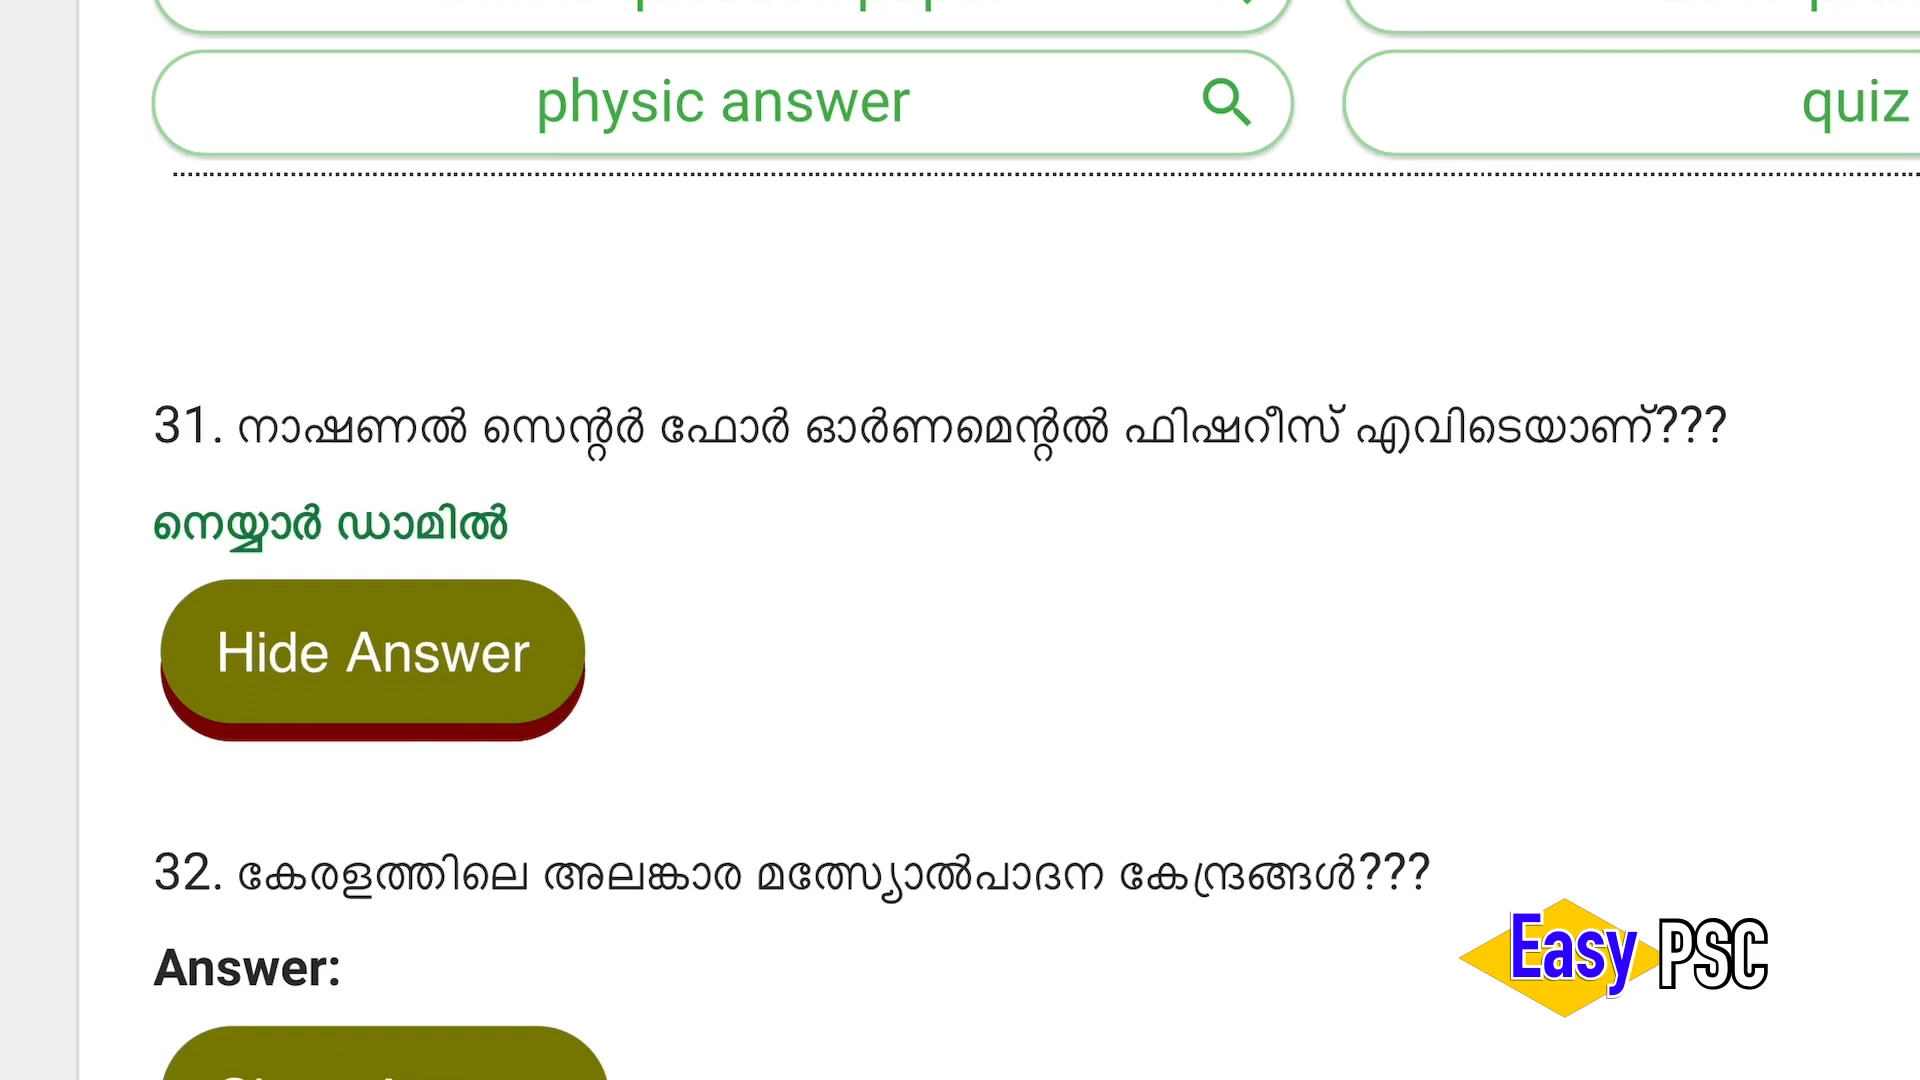 physic answer
quiz
31. നാഷണൽ സെന്റർ ഫോർ ഓർണമെന്റൽ ഫിഷറീസ് എവിടെയാണ്???
നെയ്യാർ ഡാമിൽ
Hide Answer
32. കേരളത്തിലെ അലങ്കാര മത്സ്യോൽപാദന കേന്ദ്രങ്ങൾ???
Answer:
Easy PSC